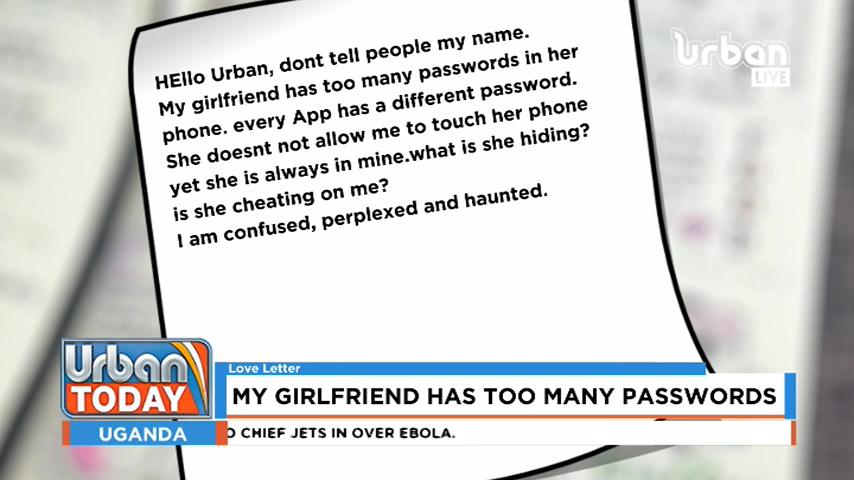 HEllo Urban, dont tell people my name.
My girlfriend has too many passwords in her
phone. every App has a different password.
She doesnt not allow me to touch her phone
yet she is always in mine.what is she hiding?
is she cheating on me?
I am confused, perplexed and haunted.
urban
LIVE
Urban
TODAY
UGANDA
Love Letter
MY GIRLFRIEND HAS TOO MANY PASSWORDS
O CHIEF JETS IN OVER EBOLA.